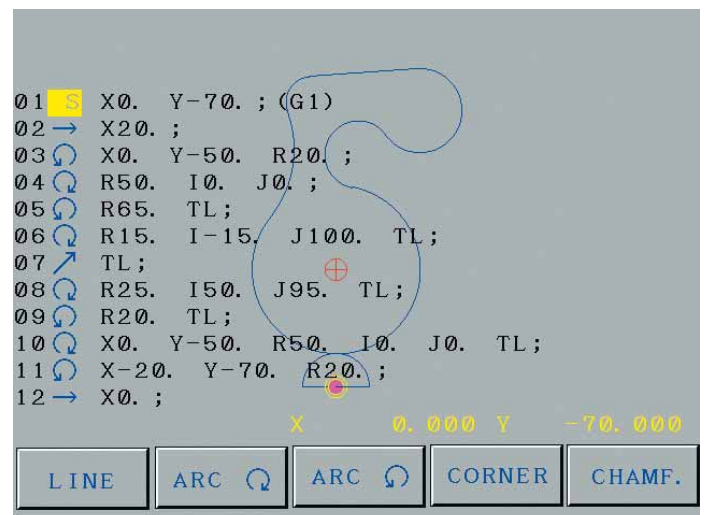 01 S X0. Y-70. ; (G1)
02 → X20. ;
03 ↺ X0. Y-50. R20. ;
04 ↻ R50. I0. J0. ;
05 ↺ R65. TL;
06 ↻ R15. I-15. J100. TL;
07 ↗ TL;
08 ↻ R25. I50. J95. TL;
09 ↺ R20. TL;
10 ↻ X0. Y-50. R50. I0. J0. TL;
11 ↺ X-20. Y-70. R20. ;
12 → X0. ;
X 0.000 Y -70.000
LINE ARC ↻ ARC ↺ CORNER CHAMF.